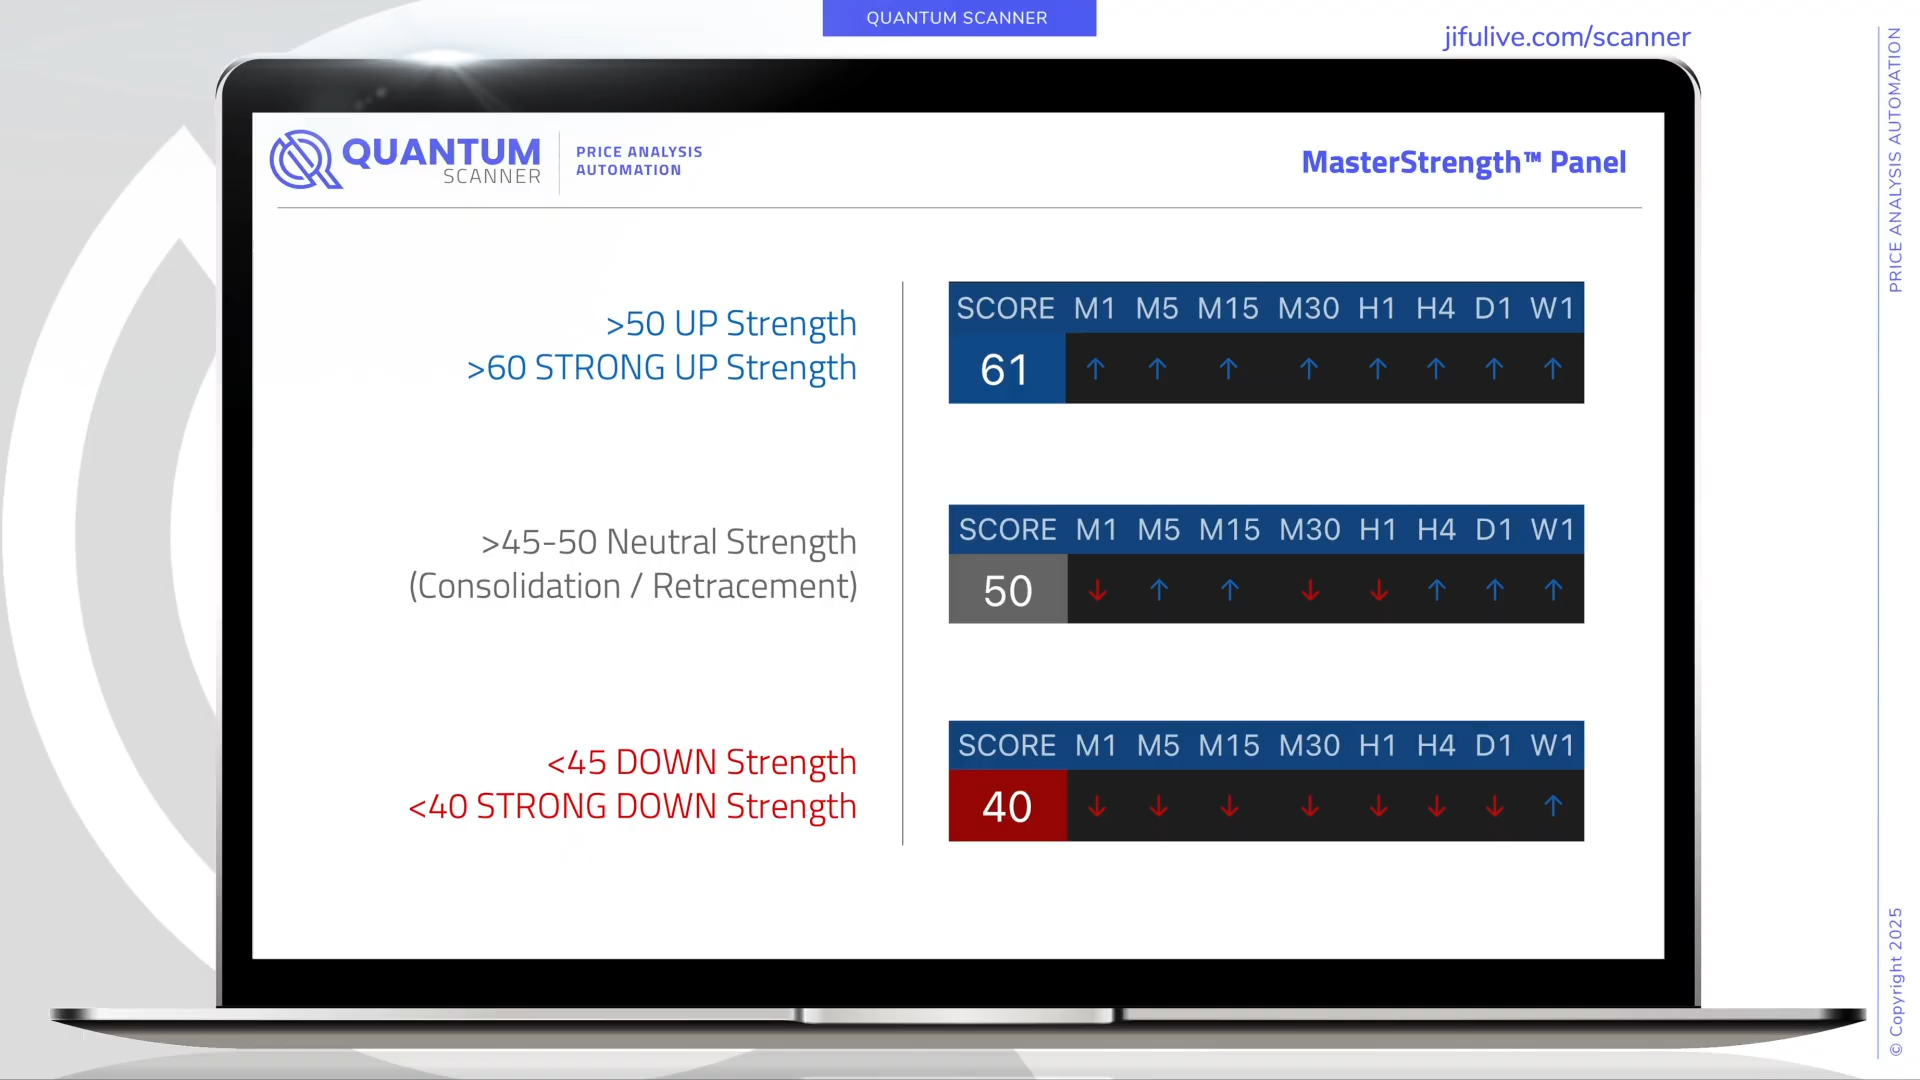 QUANTUM SCANNER
jifulive.com/scanner
QUANTUM
SCANNER
PRICE ANALYSIS
AUTOMATION
MasterStrength™ Panel
>50 UP Strength
>60 STRONG UP Strength
SCORE M1 M5 M15 M30 H1 H4 D1 W1
61 ↑ ↑ ↑ ↑ ↑ ↑ ↑ ↑
>45-50 Neutral Strength
(Consolidation / Retracement)
SCORE M1 M5 M15 M30 H1 H4 D1 W1
50 ↓ ↑ ↑ ↓ ↓ ↑ ↑ ↑
<45 DOWN Strength
<40 STRONG DOWN Strength
SCORE M1 M5 M15 M30 H1 H4 D1 W1
40 ↓ ↓ ↓ ↓ ↓ ↓ ↓ ↑
PRICE ANALYSIS AUTOMATION
© Copyright 2025